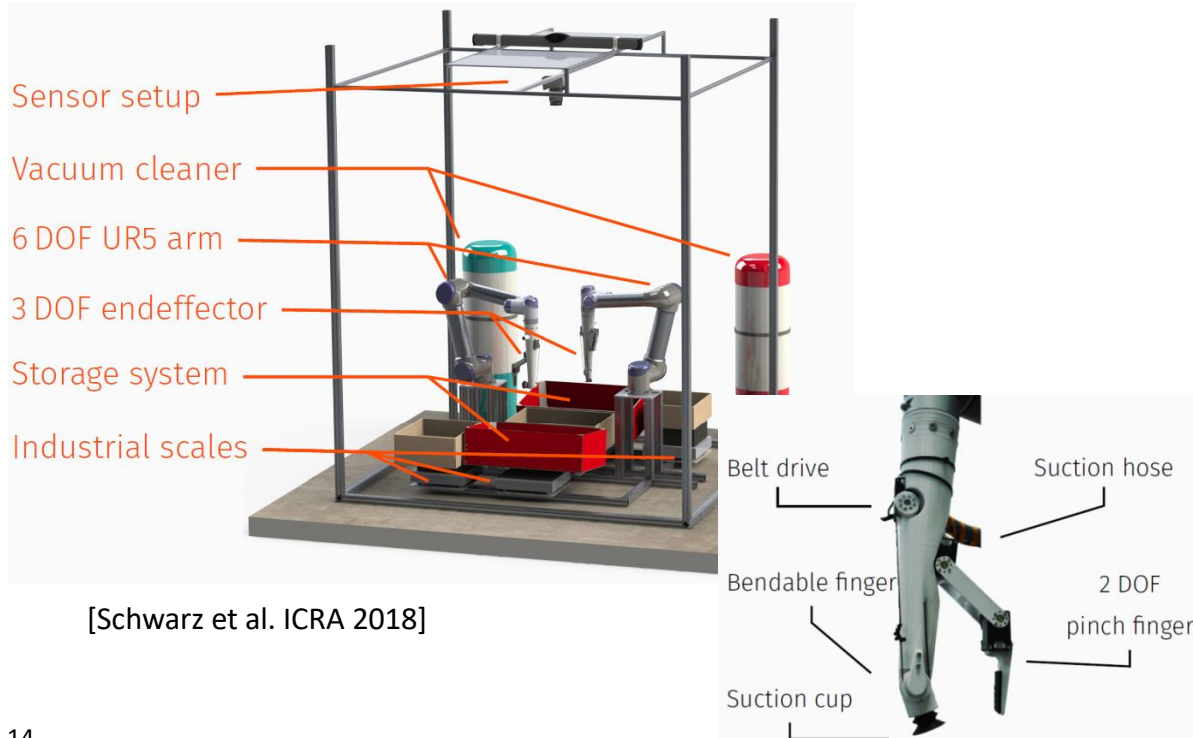 Sensor setup
Vacuum cleaner
6 DOF UR5 arm
3 DOF endeffector
Storage system
Industrial scales
Belt drive
Suction hose
Bendable finger
2 DOF
pinch finger
Suction cup
[Schwarz et al. ICRA 2018]
14